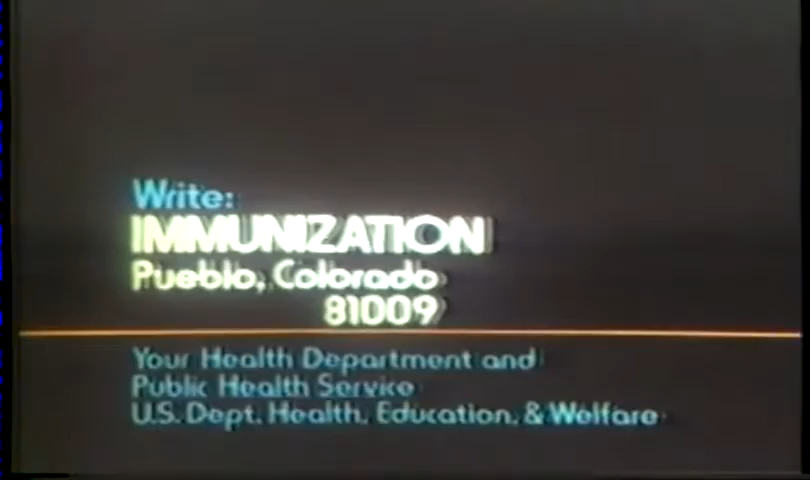 Write:
IMMUNIZATION
Pueblo, Colorado
81009
Your Health Department and
Public Health Service
U.S. Dept. Health, Education, & Welfare